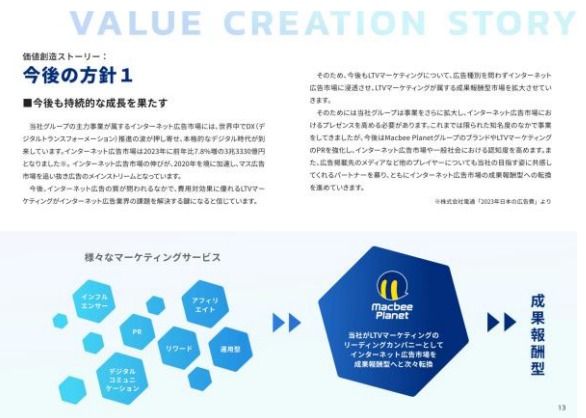 VALUE CREATION STORY
価値創造ストーリー：
今後の方針１
■今後も持続的な成長を果たす
当社グループの主力事業が属するインターネット広告市場には、世界中でDX（デ
ジタルトランスフォーメーション）推進の波が押し寄せ、本格的なデジタル時代が到
来しています。インターネット広告市場は2023年に前年比7.8%増の3兆3330億円
となりました※。インターネット広告市場の伸びが、2020年を境に加速し、マス広告
市場を追い抜き広告のメインストリームとなっています。
今後、インターネット広告の質が問われるなかで、費用対効果に優れるLTVマー
ケティングがインターネット広告業界の課題を解決する鍵になると信じています。
そのため、今後もLTVマーケティングについて、広告種別を問わずインターネット
広告市場に浸透させ、LTVマーケティングが属する成果報酬型市場を拡大させてい
きます。
そのためには当社グループは事業をさらに拡大し、インターネット広告市場にお
けるプレゼンスを高める必要があります。これまでは限られた知名度のなかで事業
をしてきましたが、今後はMacbee PlanetグループのブランドやLTVマーケティング
のPRを強化し、インターネット広告市場や一般社会における認知度を高めます。ま
た、広告掲載先のメディアなど他のプレイヤーについても当社の目指す姿に共感し
てくれるパートナーを募り、ともにインターネット広告市場の成果報酬型への転換
を進めていきます。
※株式会社電通「2023年日本の広告費」より
様々なマーケティングサービス
インフル
エンサー
アフィリ
エイト
PR
リワード
運用型
デジタル
コミュニ
ケーション
Macbee
Planet
当社がLTVマーケティングの
リーディングカンパニーとして
インターネット広告市場を
成果報酬型へと次々転換
成果報酬型
13